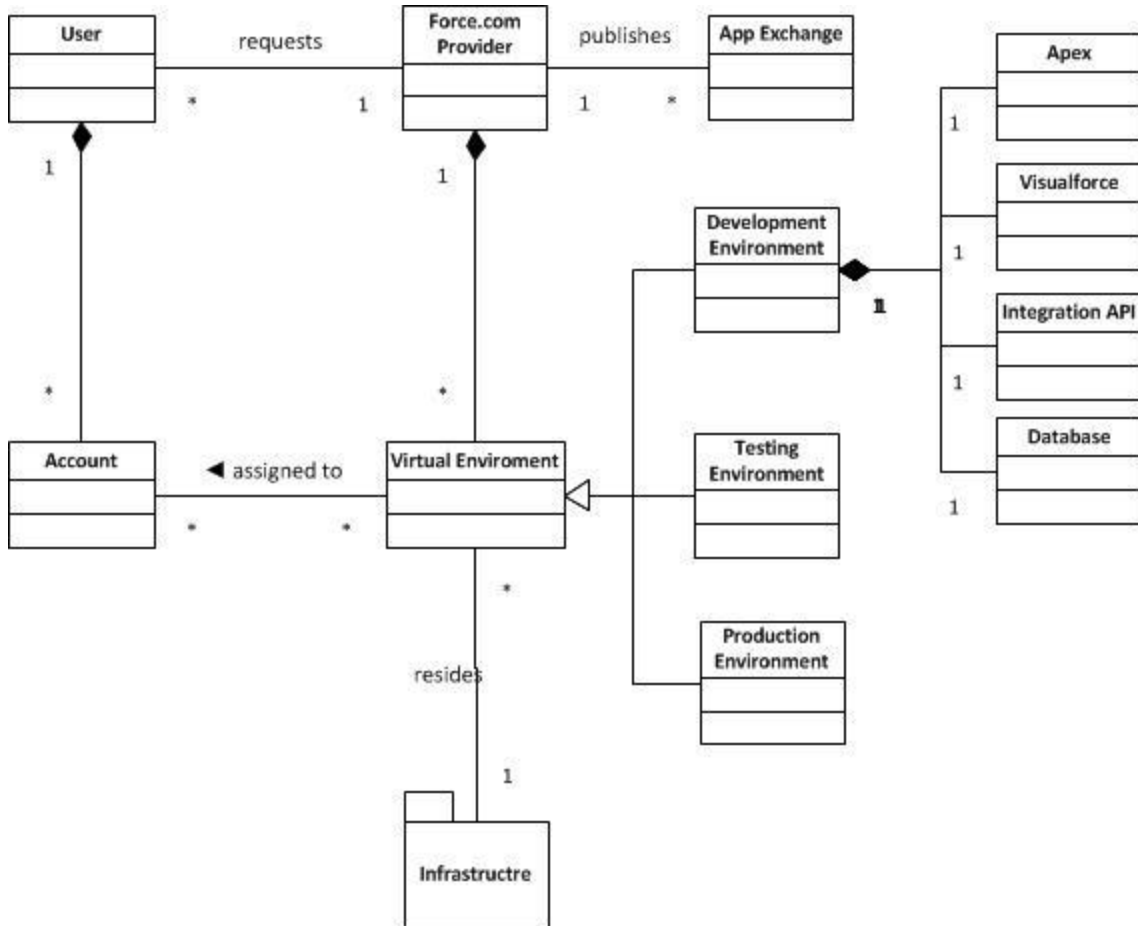 User
requests
Force.com
Provider
publishes
App Exchange
Apex
*
1
1
*
1
1
1
Visualforce
1
Development
Environment
1
Integration API
1
*
*
Database
Account
◄ assigned to
Virtual Enviroment
Testing
Environment
1
*
*
*
Production
Environment
resides
1
Infrastructre